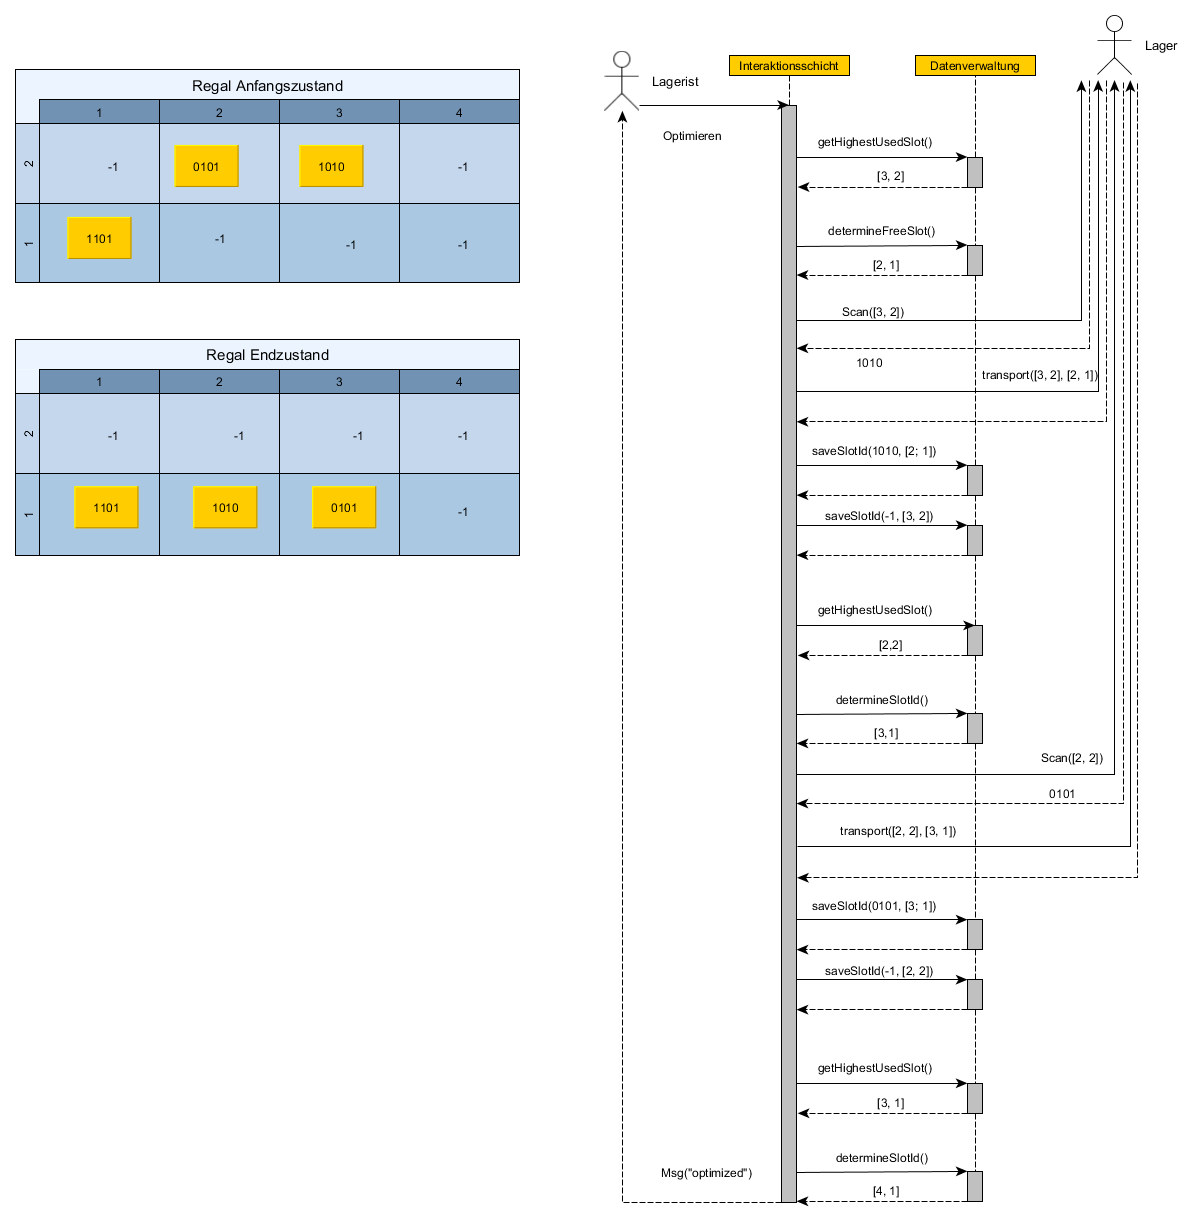 Regal Anfangszustand
1 2 3 4
2 -1 0101 1010 -1
1 1101 -1 -1 -1
Regal Endzustand
1 2 3 4
2 -1 -1 -1 -1
1 1101 1010 0101 -1
Lagerist
Interaktionsschicht
Datenverwaltung
Lager
Optimieren
getHighestUsedSlot()
[3, 2]
determineFreeSlot()
[2, 1]
Scan([3, 2])
1010
transport([3, 2], [2, 1])
saveSlotId(1010, [2; 1])
saveSlotId(-1, [3, 2])
getHighestUsedSlot()
[2,2]
determineSlotId()
[3,1]
Scan([2, 2])
0101
transport([2, 2], [3, 1])
saveSlotId(0101, [3; 1])
saveSlotId(-1, [2, 2])
getHighestUsedSlot()
[3, 1]
determineSlotId()
Msg("optimized")
[4, 1]